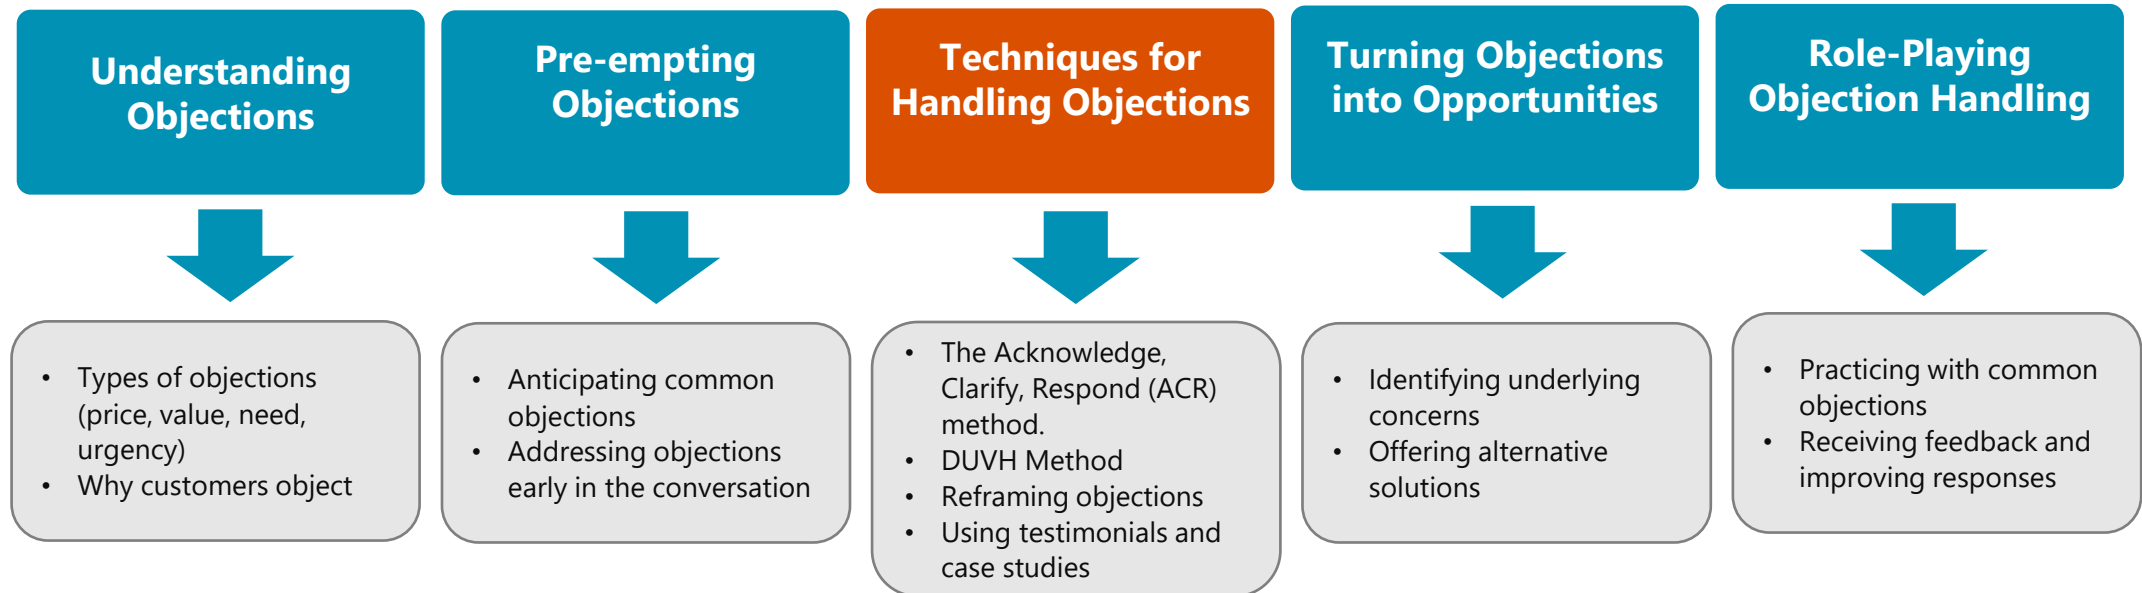 Understanding
Objections
Pre-empting
Objections
Techniques for
Handling Objections
Turning Objections
into Opportunities
Role-Playing
Objection Handling
• Types of objections
(price, value, need,
urgency)
• Why customers object
• Anticipating common
objections
• Addressing objections
early in the conversation
• The Acknowledge,
Clarify, Respond (ACR)
method.
• DUVH Method
• Reframing objections
• Using testimonials and
case studies
• Identifying underlying
concerns
• Offering alternative
solutions
• Practicing with common
objections
• Receiving feedback and
improving responses